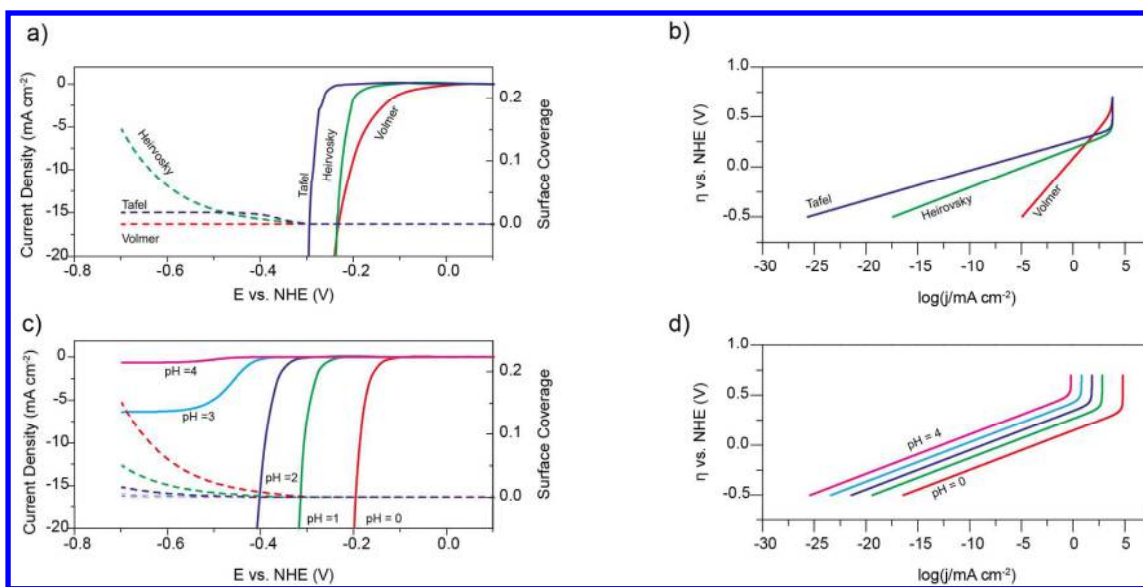 a)
Current Density (mA cm⁻²)
0
-5
-10
-15
-20
0.2
0.1
0.0
Surface Coverage
Heirvosky
Tafel
Volmer
Tafel
Heirvosky
Volmer
-0.8
-0.6
-0.4
-0.2
0.0
E vs. NHE (V)
b)
η vs. NHE (V)
1.0
0.5
0.0
-0.5
Tafel
Heirovsky
Volmer
-30
-25
-20
-15
-10
-5
0
5
log(j/mA cm⁻²)
c)
Current Density (mA cm⁻²)
0
-5
-10
-15
-20
0.2
0.1
0.0
Surface Coverage
pH =4
pH =3
pH =2
pH =1
pH = 0
-0.8
-0.6
-0.4
-0.2
0.0
E vs. NHE (V)
d)
η vs. NHE (V)
1.0
0.5
0.0
-0.5
pH = 4
pH = 0
-30
-25
-20
-15
-10
-5
0
5
log(j/mA cm⁻²)